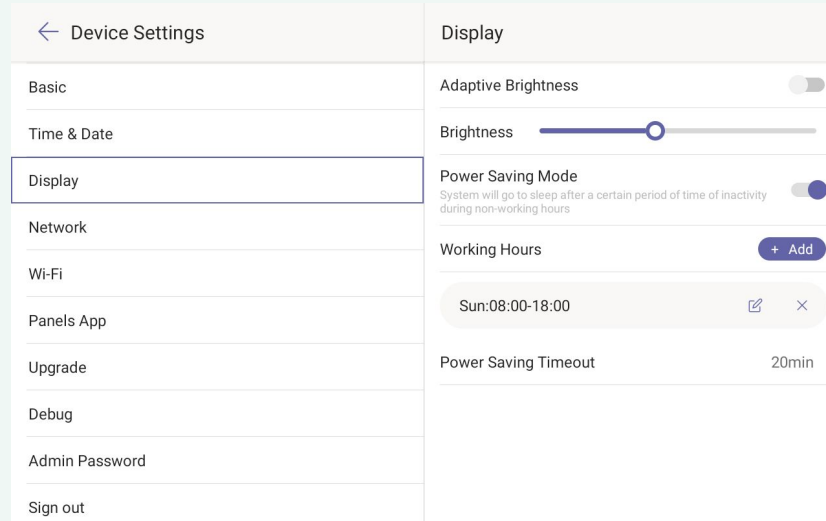 Device Settings
Basic
Time & Date
Display
Network
Wi-Fi
Panels App
Upgrade
Debug
Admin Password
Sign out
Display
Adaptive Brightness
Brightness
Power Saving Mode
System will go to sleep after a certain period of time of inactivity
during non-working hours
Working Hours
+ Add
Sun:08:00-18:00
Power Saving Timeout 20min